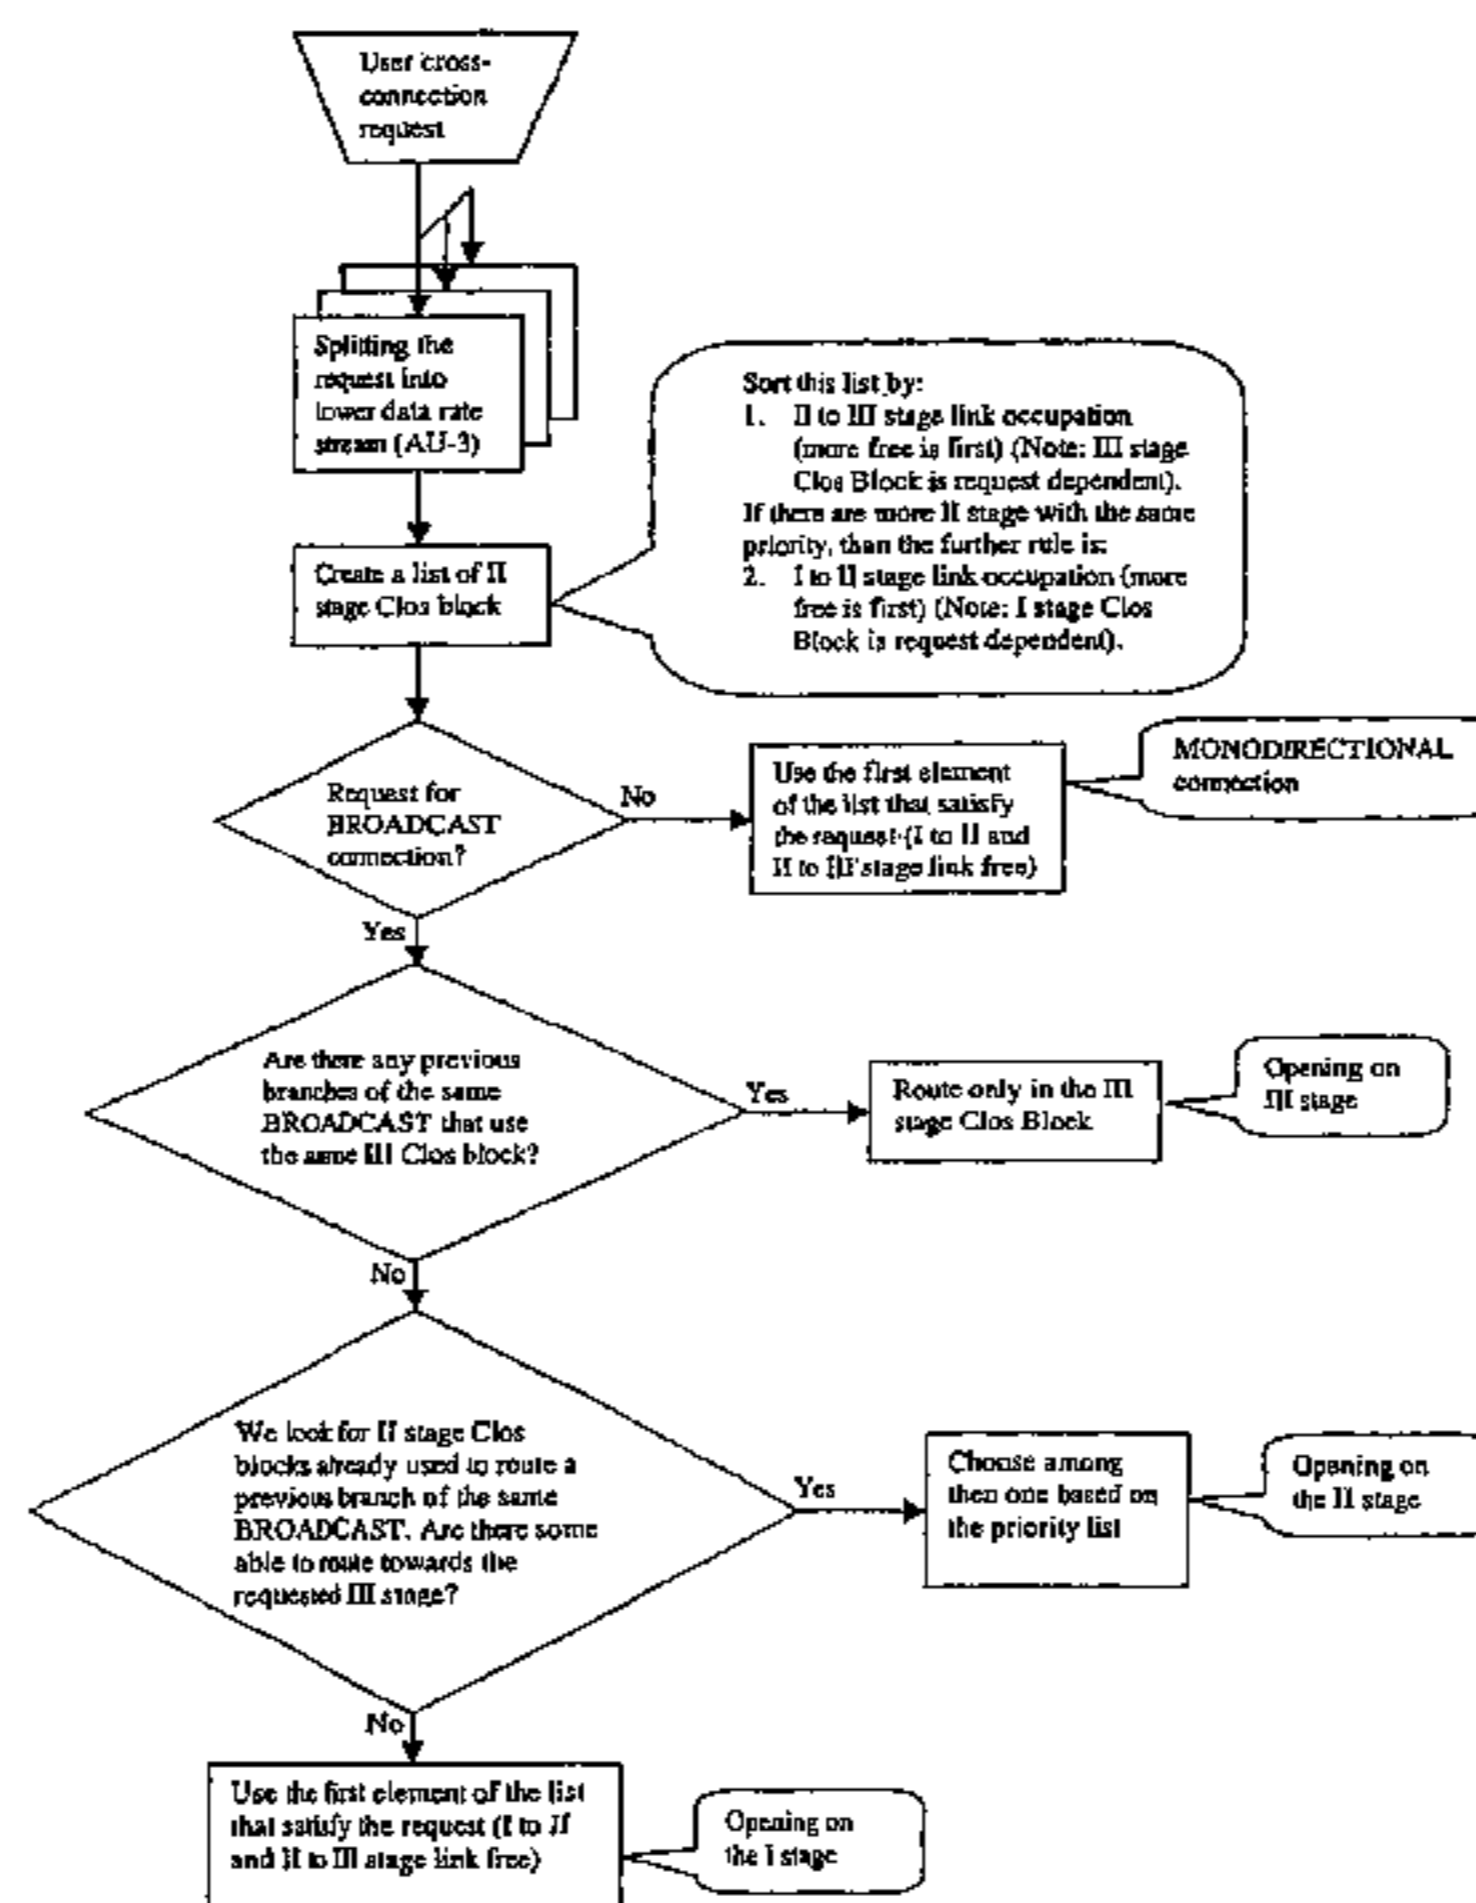 User cross-
connection
request
Splitting the
request into
lower data rate
stream (AU-3)
Sort this list by:
1. II to III stage link occupation
(more free is first) (Note: III stage
Clos Block is request dependent).
If there are more II stage with the same
priority, than the further rule is:
2. I to II stage link occupation (more
free is first) (Note: I stage Clos
Block is request dependent).
Create a list of II
stage Clos block
Request for
BROADCAST
connection?
No
Use the first element
of the list that satisfy
the request (I to II and
II to III stage link free)
MONODIRECTIONAL
connection
Yes
Are there any previous
branches of the same
BROADCAST that use
the same III Clos block?
Yes
Route only in the III
stage Clos Block
Opening on
III stage
No
We look for II stage Clos
blocks already used to route a
previous branch of the same
BROADCAST. Are there some
able to route towards the
requested III stage?
Yes
Choose among
then one based on
the priority list
Opening on
the II stage
No
Use the first element of the list
that satisfy the request (I to II
and II to III stage link free)
Opening on
the I stage